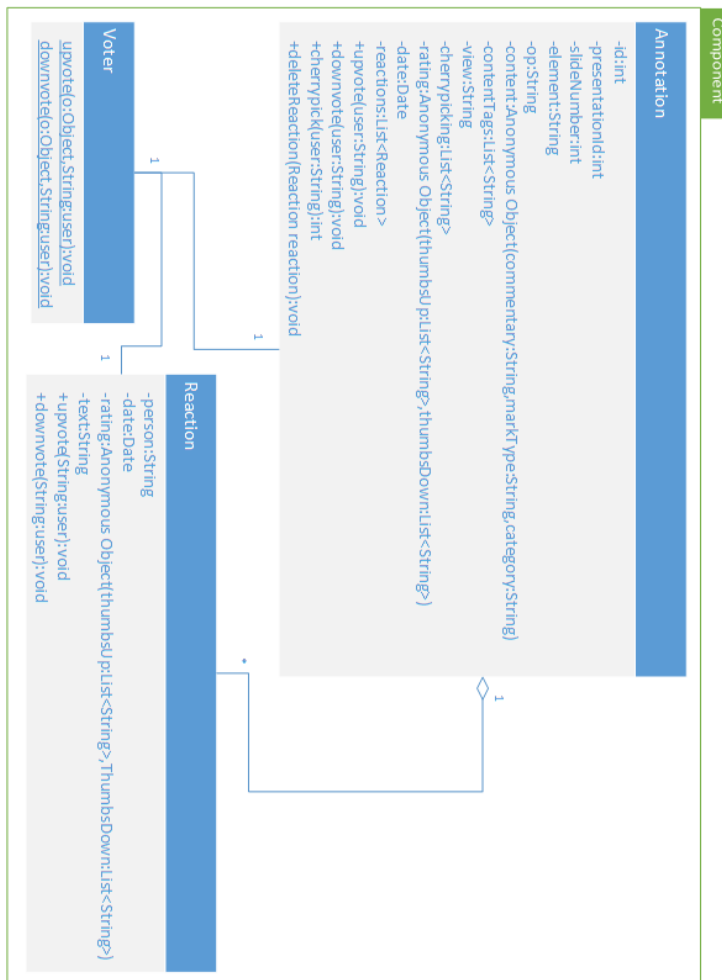 Component
Annotation
-id:int
-presentationId:int
-slideNumber:int
-element:String
-op:String
-content:Anonymous Object(commentary:String,markType:String,category:String)
-contentTags:List<String>
-view:String
-cherrypicking:List<String>
-rating:Anonymous Object(thumbsUp:List<String>,thumbsDown:List<String>)
-date:Date
-reactions:List<Reaction>
+upvote(user:String):void
+downvote(user:String):void
+cherrypick(user:String):int
+deleteReaction(Reaction reaction):void
1
*
1
1
1
Voter
upvote(o:Object,String:user):void
downvote(o:Object,String:user):void
Reaction
-person:String
-date:Date
-rating:Anonymous Object(thumbsUp:List<String>,ThumbsDown:List<String>)
-text:String
+upvote(String:user):void
+downvote(String:user):void